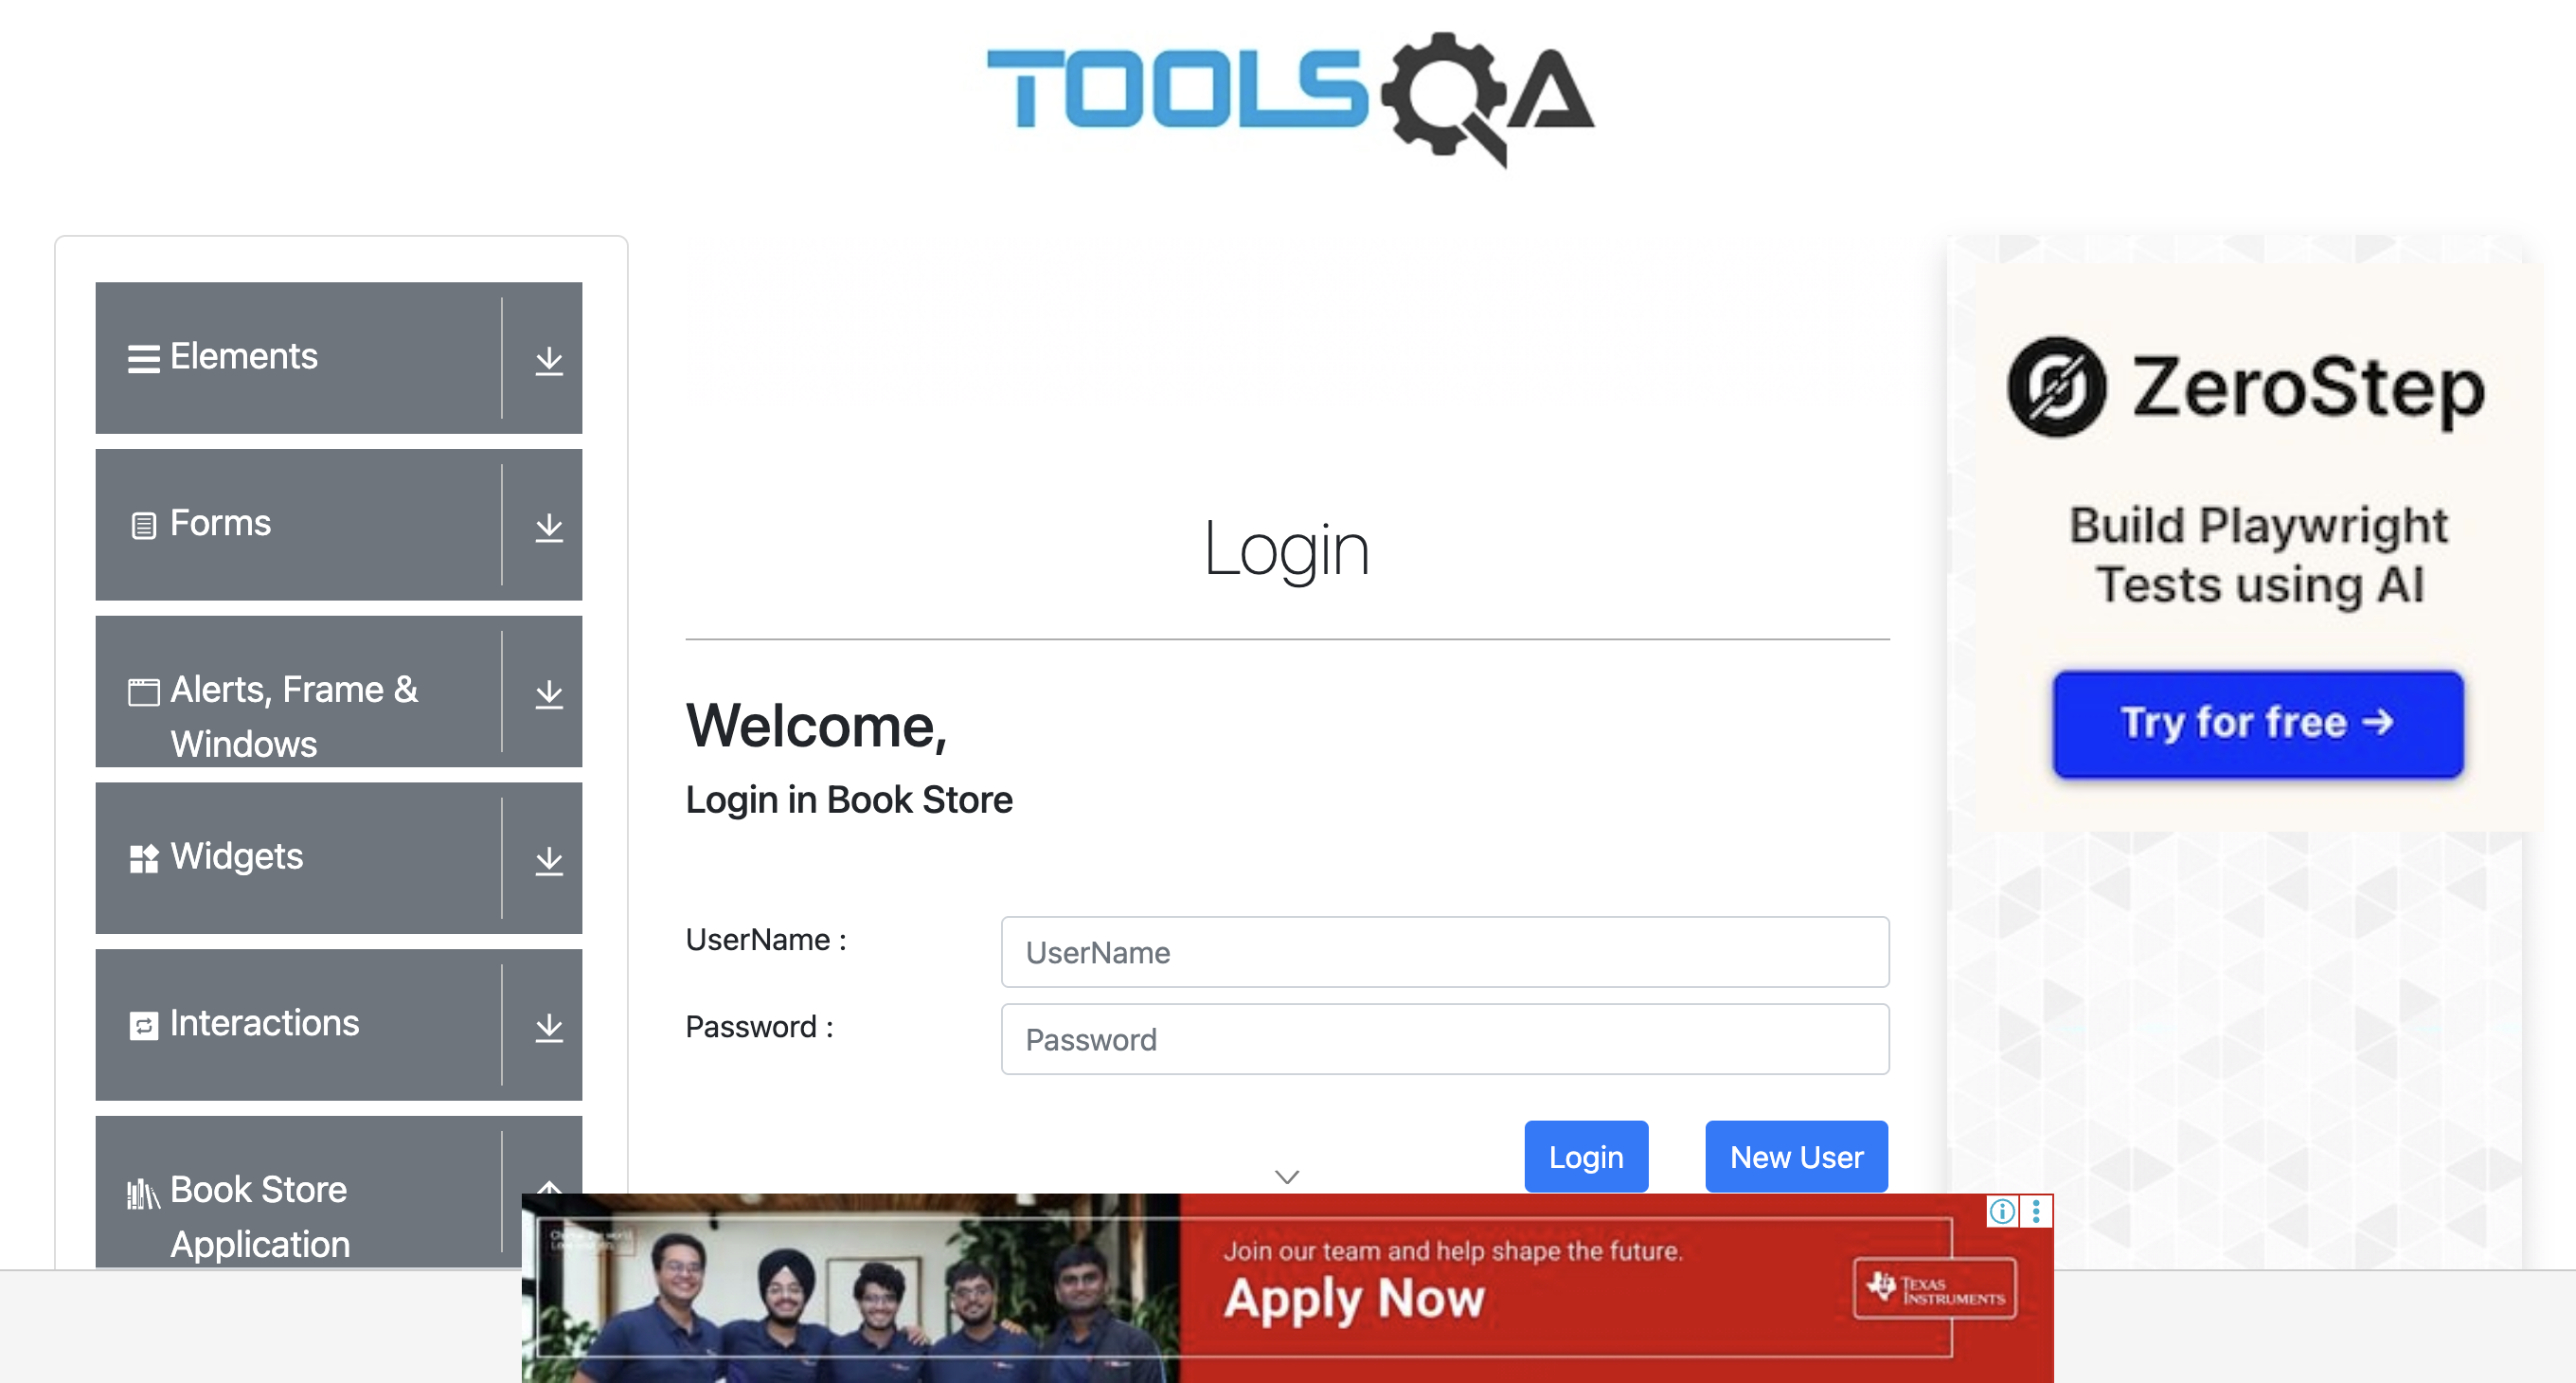 TOOLSQA
Elements
Forms
Alerts, Frame &
Windows
Widgets
Interactions
Book Store
Application
Login
Welcome,
Login in Book Store
UserName :
UserName
Password :
Password
Login
New User
ZeroStep
Build Playwright
Tests using AI
Try for free →
Join our team and help shape the future.
Apply Now
TEXAS
INSTRUMENTS